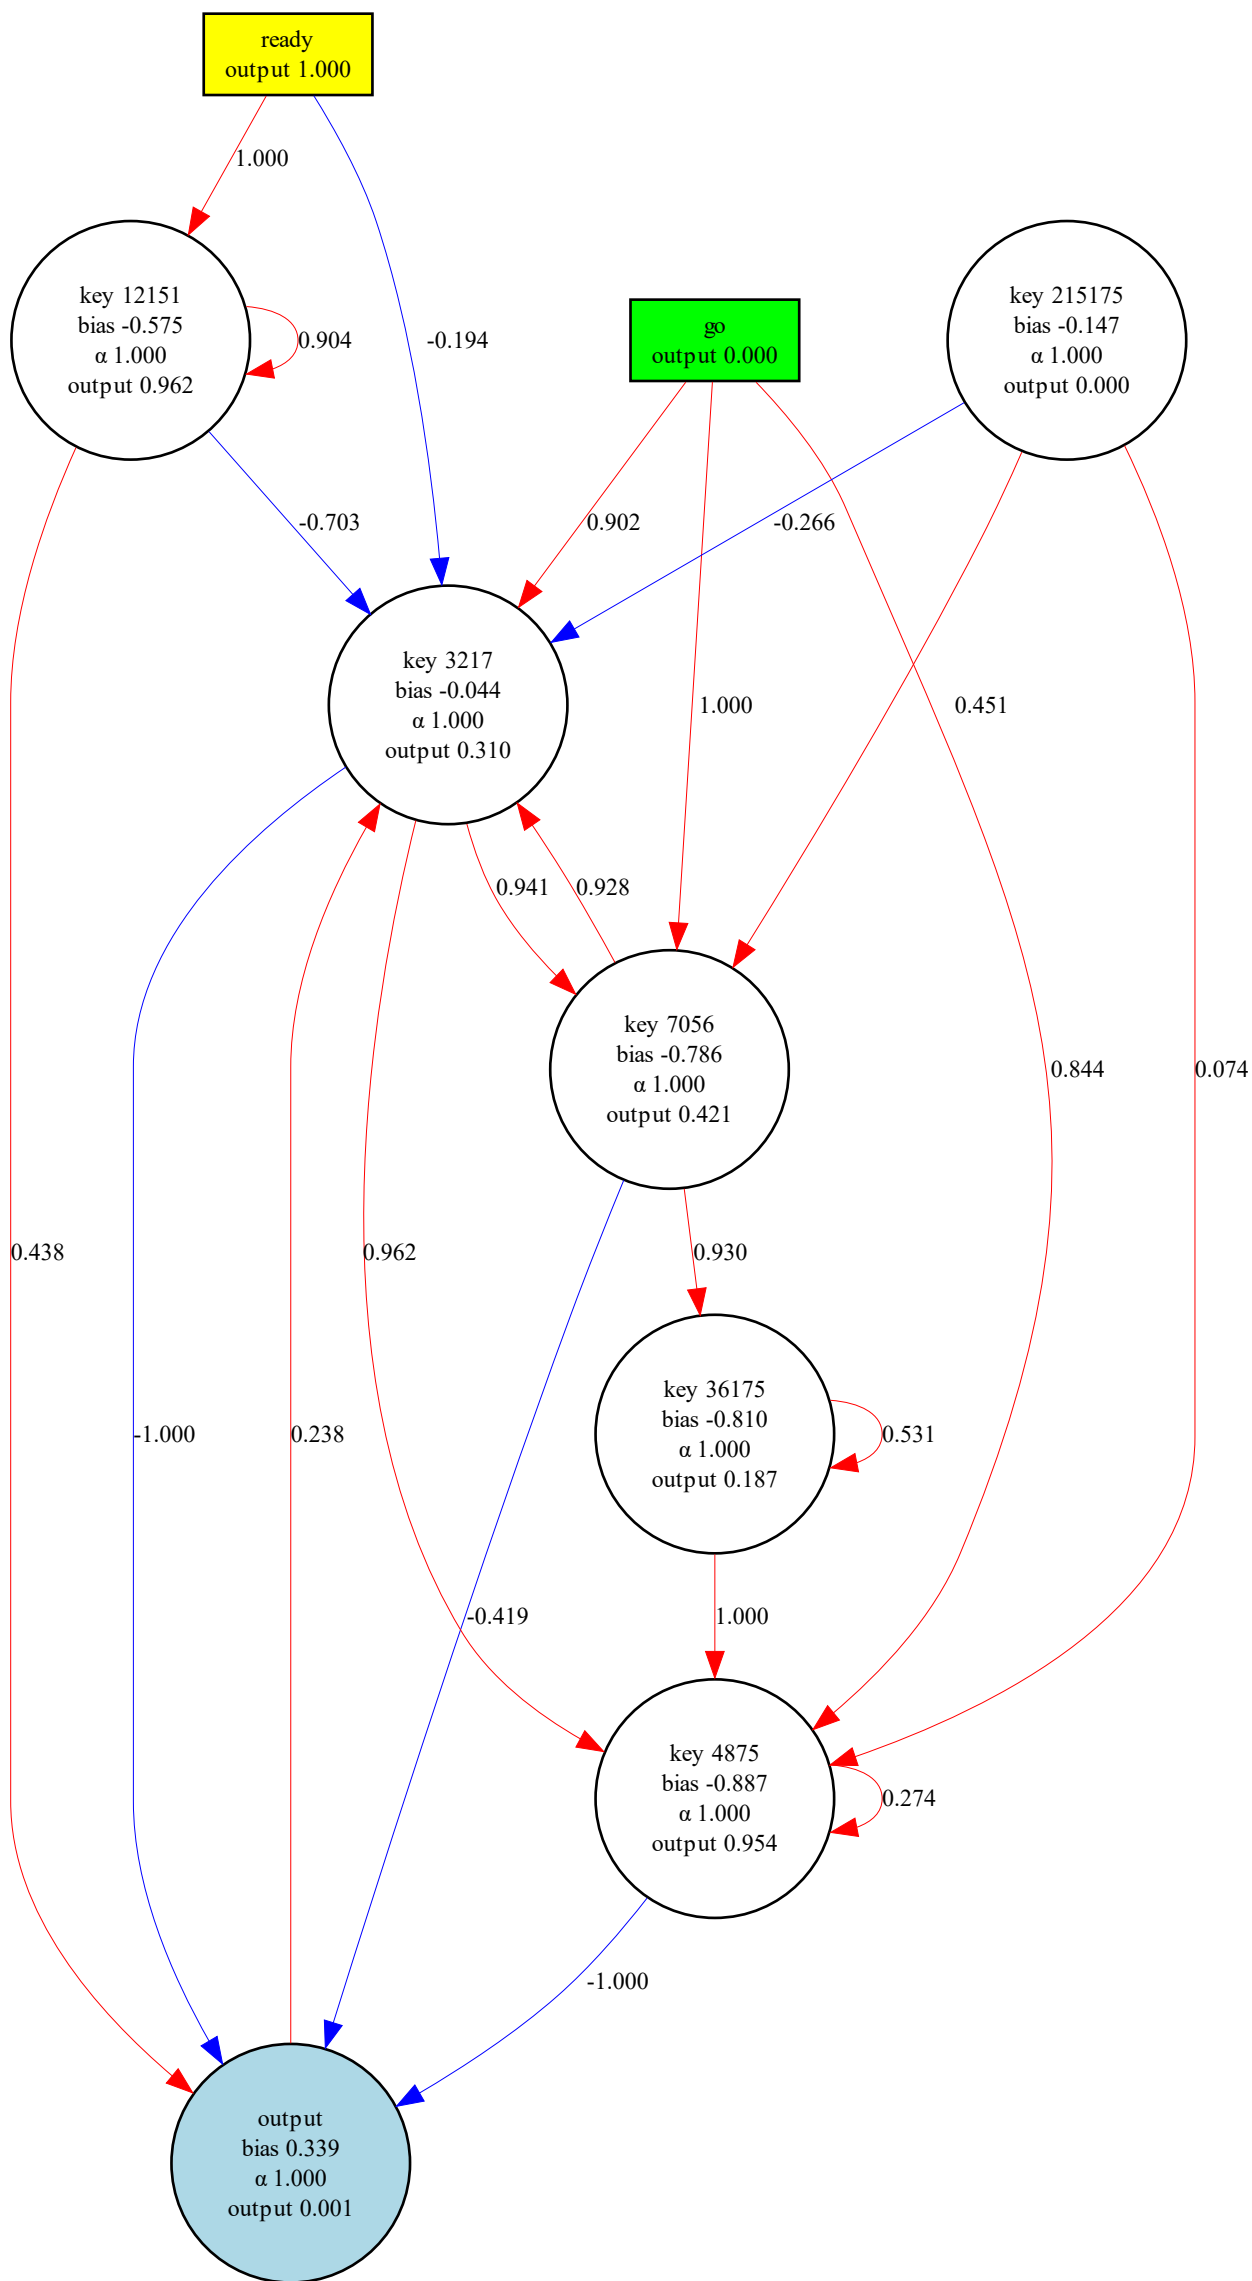 ready
output 1.000
1.000
key 12151
bias -0.575
α 1.000
output 0.962
0.904
-0.194
go
output 0.000
key 215175
bias -0.147
α 1.000
output 0.000
-0.703
0.902
-0.266
key 3217
bias -0.044
α 1.000
output 0.310
1.000
0.451
0.941
0.928
key 7056
bias -0.786
α 1.000
output 0.421
0.844
0.074
0.438
0.962
0.930
key 36175
bias -0.810
α 1.000
output 0.187
0.531
-1.000
0.238
-0.419
1.000
key 4875
bias -0.887
α 1.000
output 0.954
0.274
-1.000
output
bias 0.339
α 1.000
output 0.001